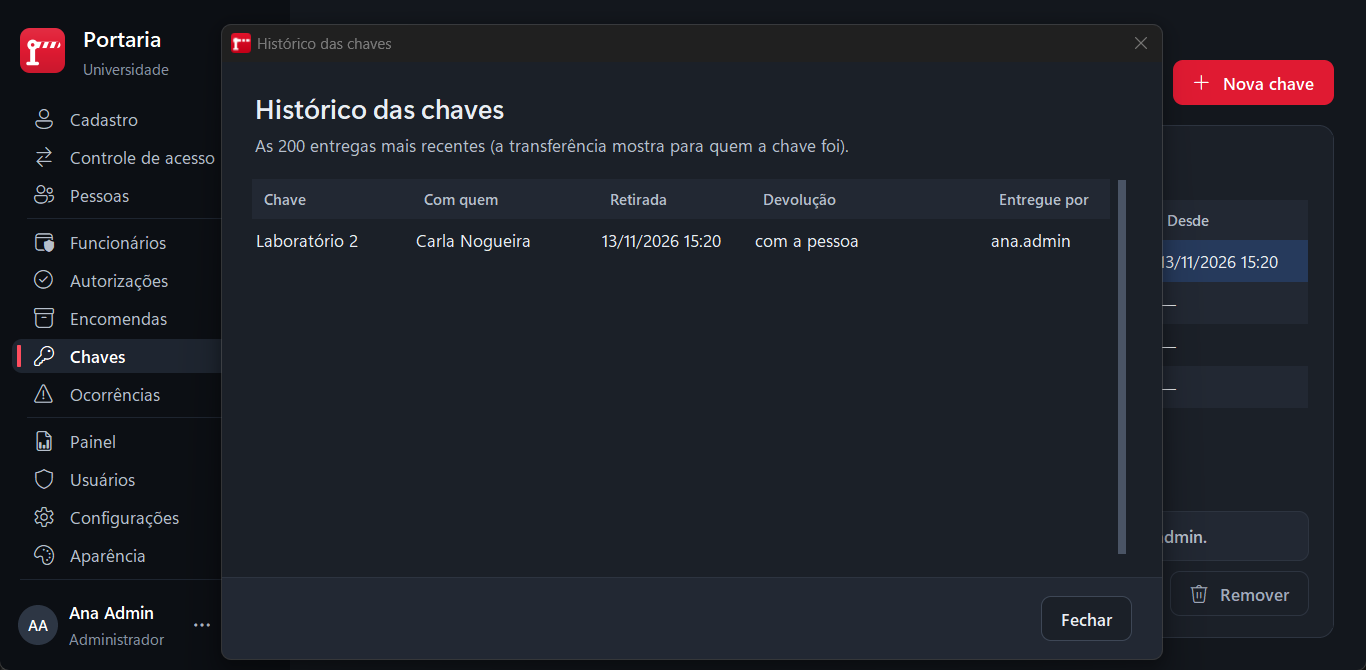 Portaria
Universidade
Cadastro
Controle de acesso
Pessoas
Funcionários
Autorizações
Encomendas
Chaves
Ocorrências
Painel
Usuários
Configurações
Aparência
AA
Ana Admin
Administrador
Histórico das chaves
Histórico das chaves
As 200 entregas mais recentes (a transferência mostra para quem a chave foi).
Chave Com quem Retirada Devolução Entregue por
Laboratório 2 Carla Nogueira 13/11/2026 15:20 com a pessoa ana.admin
Fechar
Nova chave
Desde
13/11/2026 15:20
—
—
—
dmin.
Remover